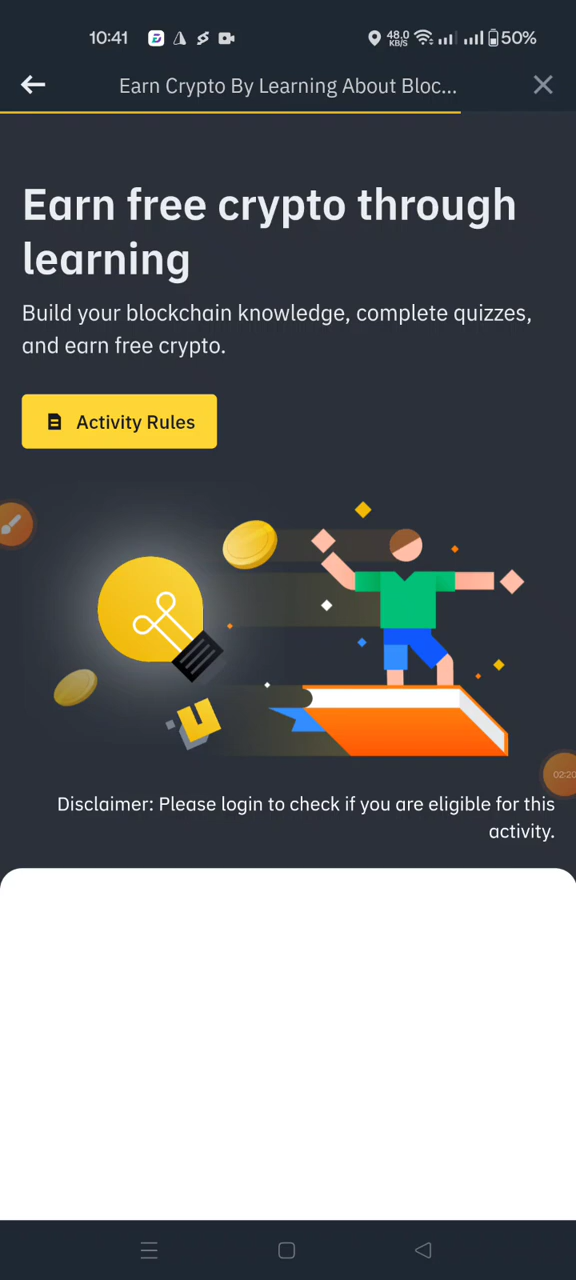 10:41
48.0
KB/S
50%
Earn Crypto By Learning About Bloc...
Earn free crypto through
learning
Build your blockchain knowledge, complete quizzes,
and earn free crypto.
Activity Rules
02:20
Disclaimer: Please login to check if you are eligible for this
activity.